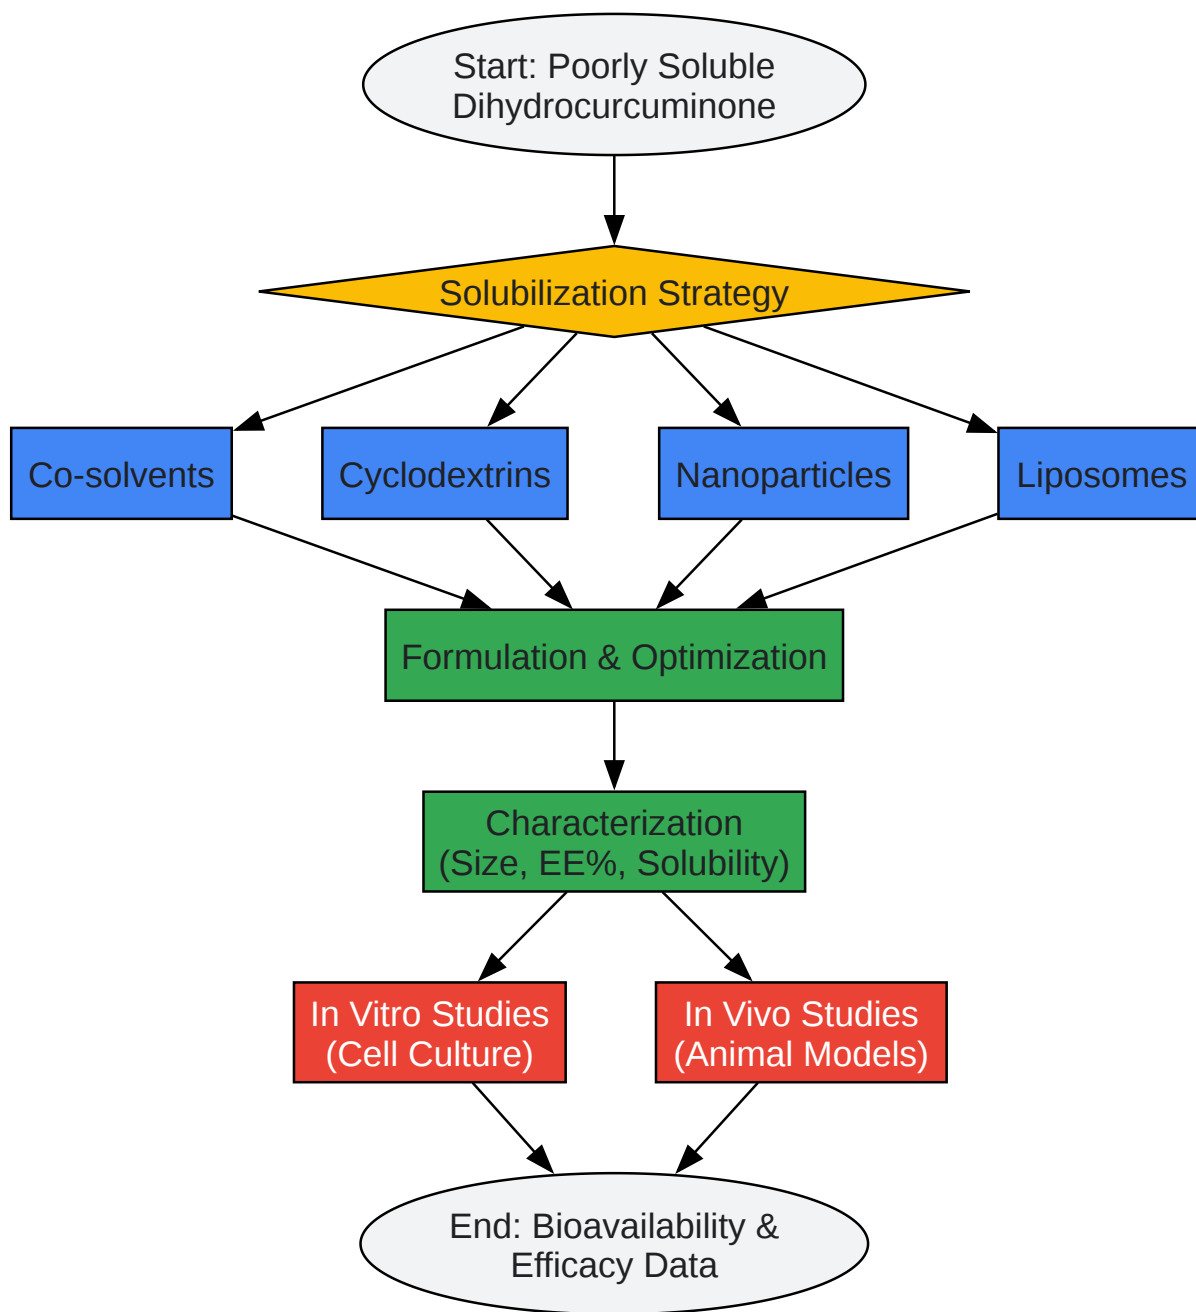 Start: Poorly Soluble
Dihydrocurcuminone
Solubilization Strategy
Co-solvents
Cyclodextrins
Nanoparticles
Liposomes
Formulation & Optimization
Characterization
(Size, EE%, Solubility)
In Vitro Studies
(Cell Culture)
In Vivo Studies
(Animal Models)
End: Bioavailability &
Efficacy Data